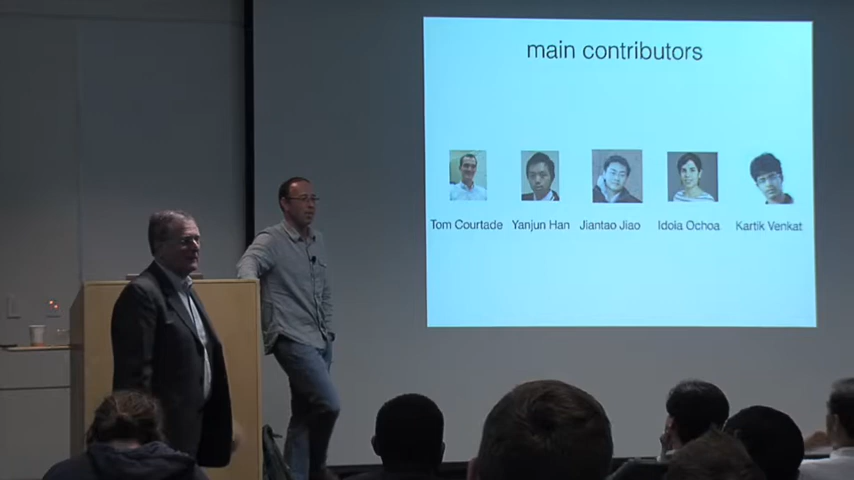 main contributors
Tom Courtade Yanjun Han Jiantao Jiao Idoia Ochoa Kartik Venkat